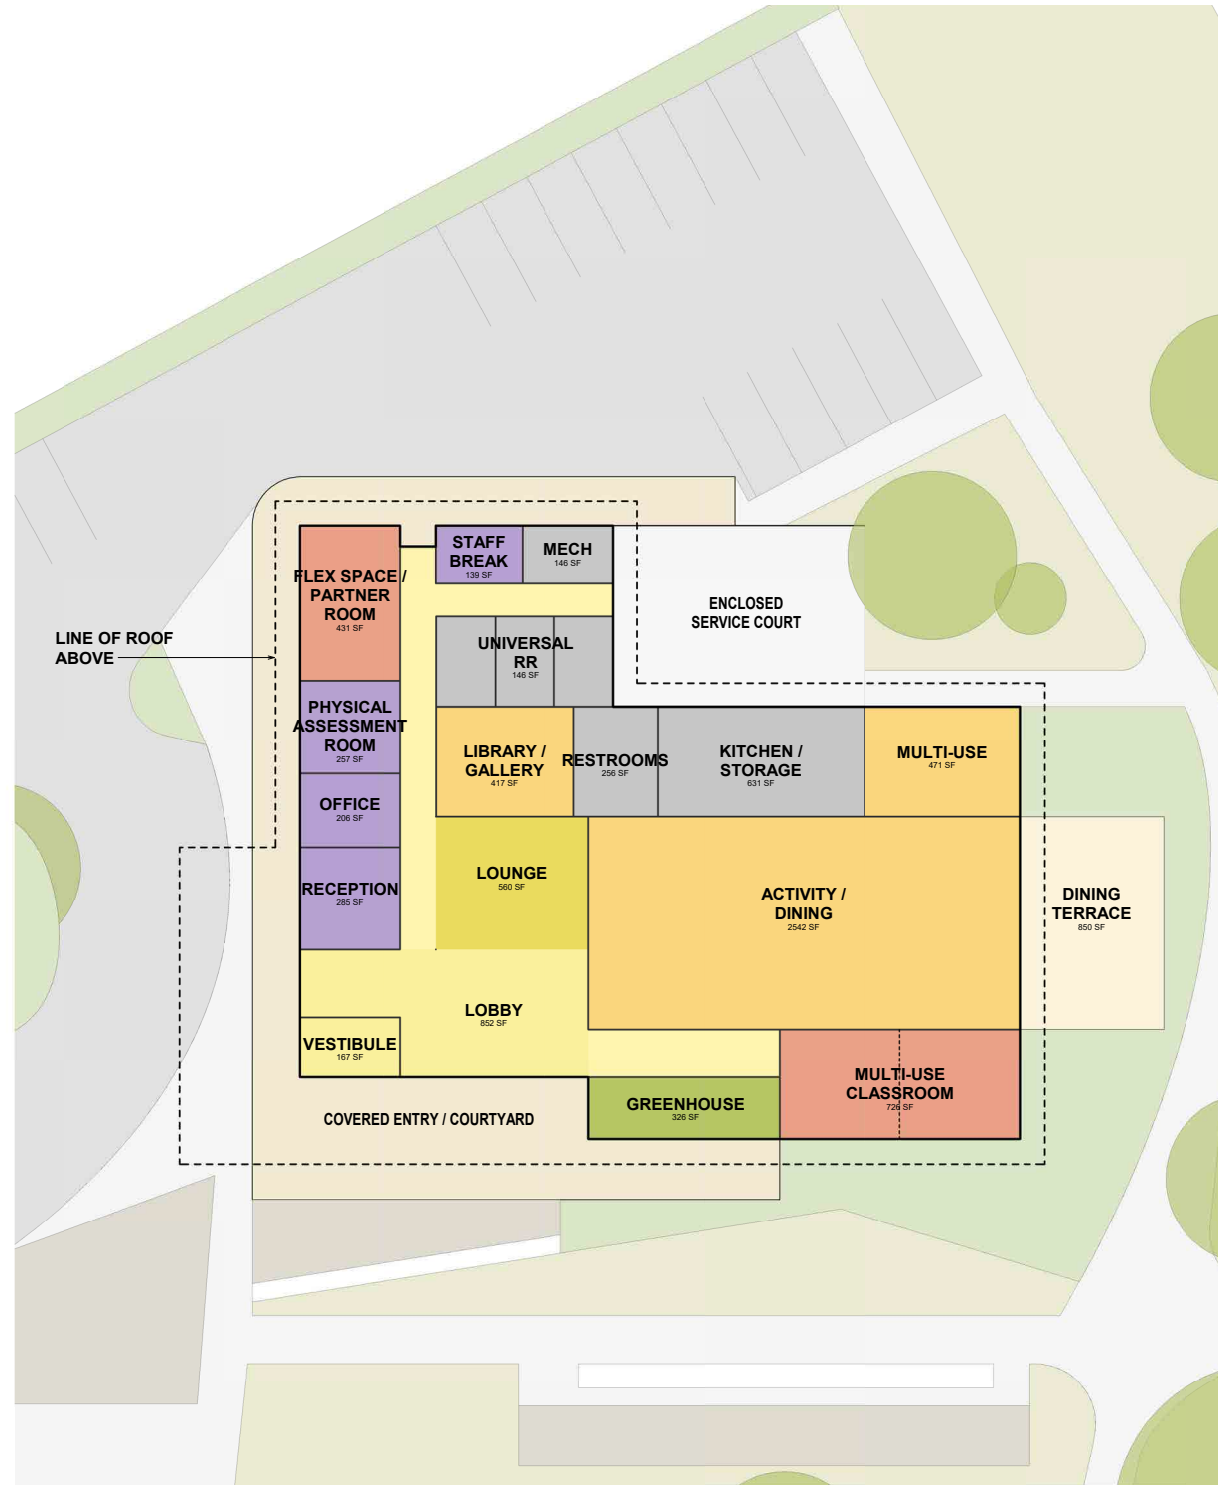 STAFF
BREAK
139 SF
MECH
146 SF
FLEX SPACE /
PARTNER
ROOM
431 SF
ENCLOSED
SERVICE COURT
LINE OF ROOF
ABOVE
UNIVERSAL
RR
146 SF
PHYSICAL
ASSESSMENT
ROOM
257 SF
LIBRARY /
GALLERY
417 SF
RESTROOMS
256 SF
KITCHEN /
STORAGE
631 SF
MULTI-USE
471 SF
OFFICE
206 SF
RECEPTION
285 SF
LOUNGE
560 SF
ACTIVITY /
DINING
2542 SF
DINING
TERRACE
850 SF
LOBBY
852 SF
VESTIBULE
167 SF
MULTI-USE
CLASSROOM
726 SF
GREENHOUSE
326 SF
COVERED ENTRY / COURTYARD